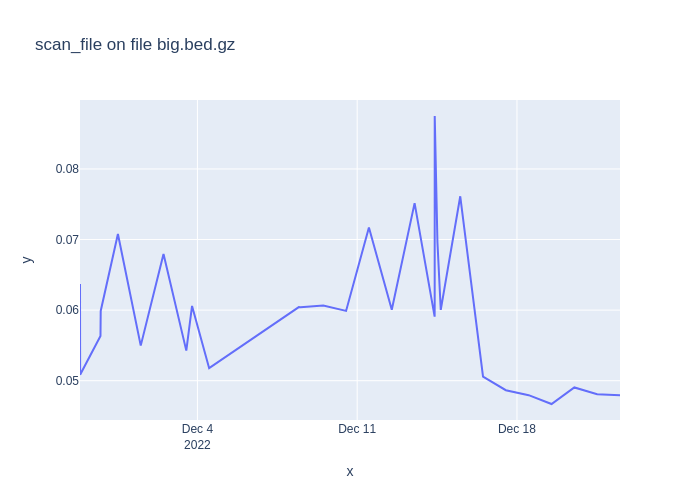 scan_file on file big.bed.gz
y
0.08
0.07
0.06
0.05
Dec 4
2022
Dec 11
Dec 18
x